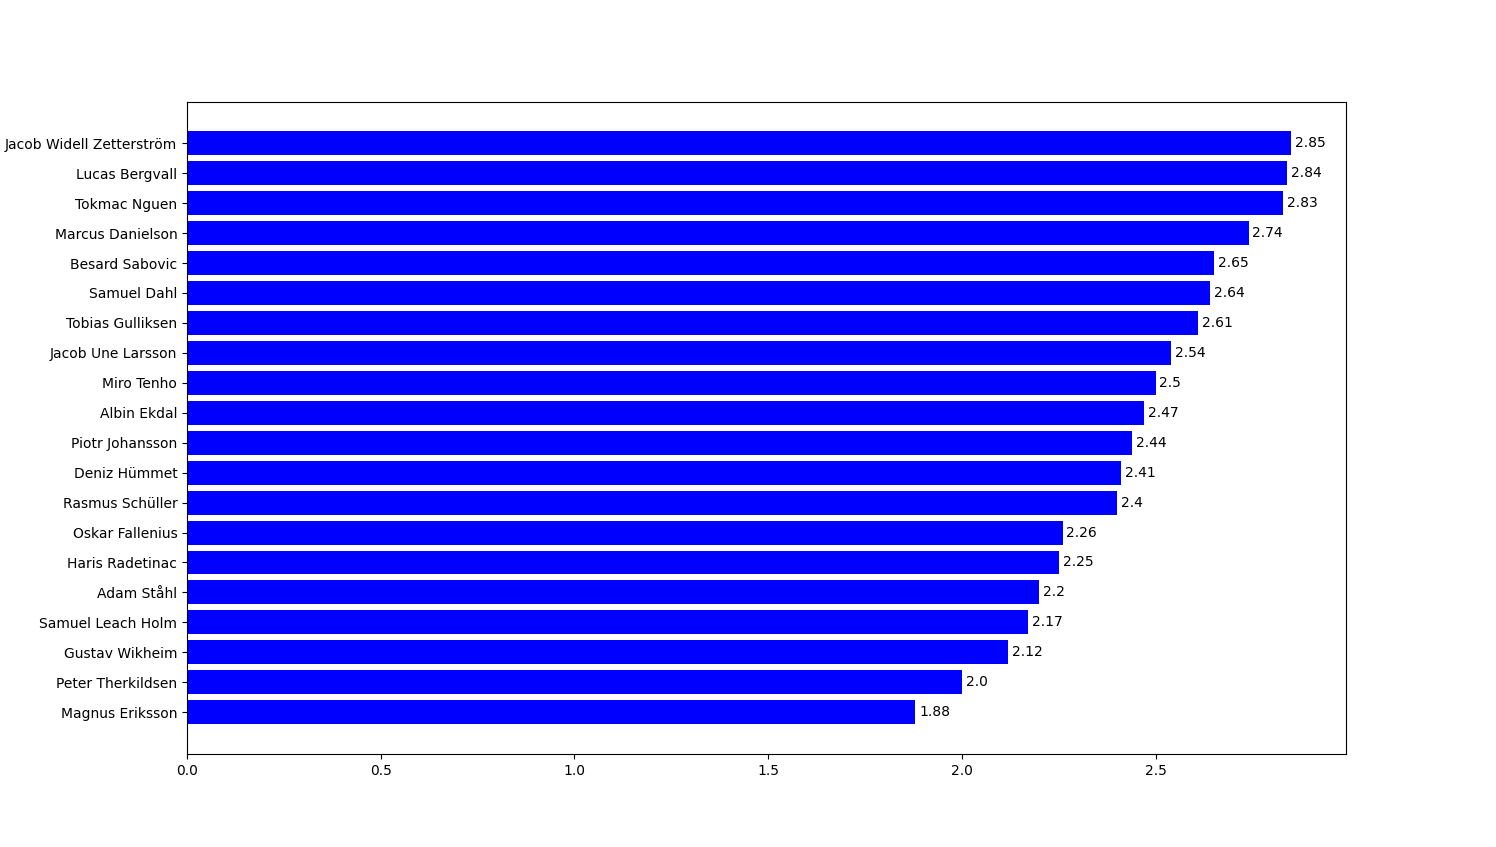 Jacob Widell Zetterström 2.85
Lucas Bergvall 2.84
Tokmac Nguen 2.83
Marcus Danielson 2.74
Besard Sabovic 2.65
Samuel Dahl 2.64
Tobias Gulliksen 2.61
Jacob Une Larsson 2.54
Miro Tenho 2.5
Albin Ekdal 2.47
Piotr Johansson 2.44
Deniz Hümmet 2.41
Rasmus Schüller 2.4
Oskar Fallenius 2.26
Haris Radetinac 2.25
Adam Ståhl 2.2
Samuel Leach Holm 2.17
Gustav Wikheim 2.12
Peter Therkildsen 2.0
Magnus Eriksson 1.88
0.0 0.5 1.0 1.5 2.0 2.5